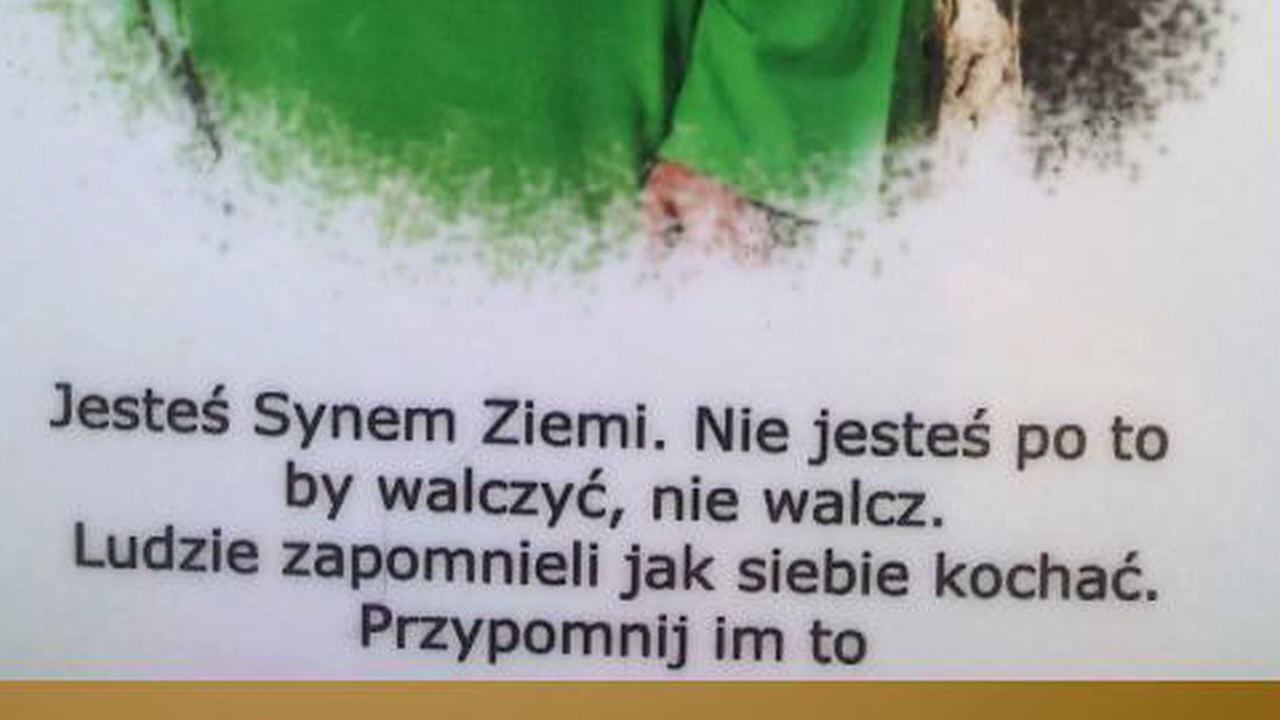 Jesteś Synem Ziemi. Nie jesteś po to
by walczyć, nie walcz.
Ludzie zapomnieli jak siebie kochać.
Przypomnij im to